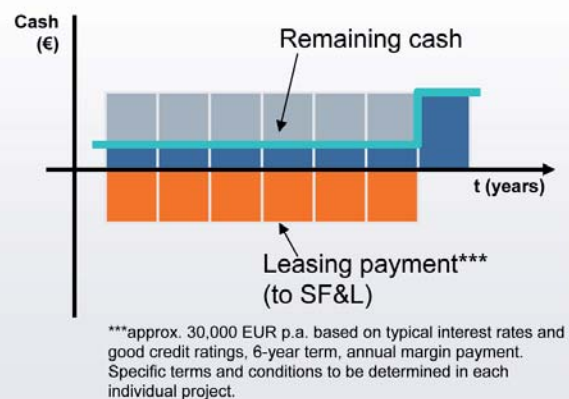 Cash
(€)
Remaining cash
t (years)
Leasing payment***
(to SF&L)
***approx. 30,000 EUR p.a. based on typical interest rates and
good credit ratings, 6-year term, annual margin payment.
Specific terms and conditions to be determined in each
individual project.